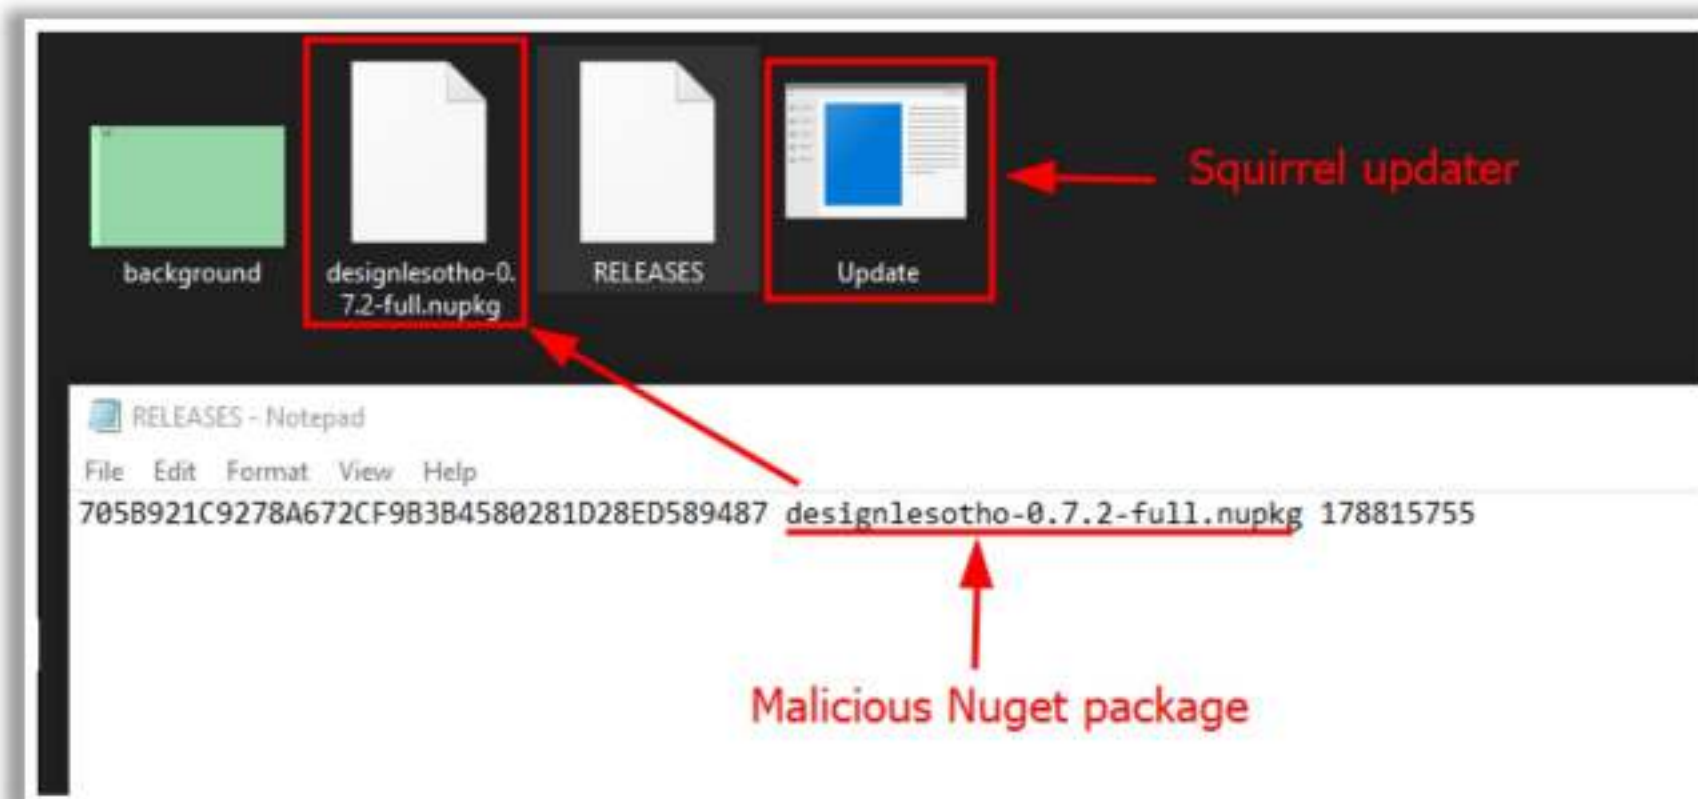 Squirrel updater
background
designlesotho-0.
7.2-full.nupkg
RELEASES
Update
RELEASES - Notepad
File Edit Format View Help
705B921C9278A672CF9B3B4580281D28ED589487 designlesotho-0.7.2-full.nupkg 178815755
Malicious Nuget package